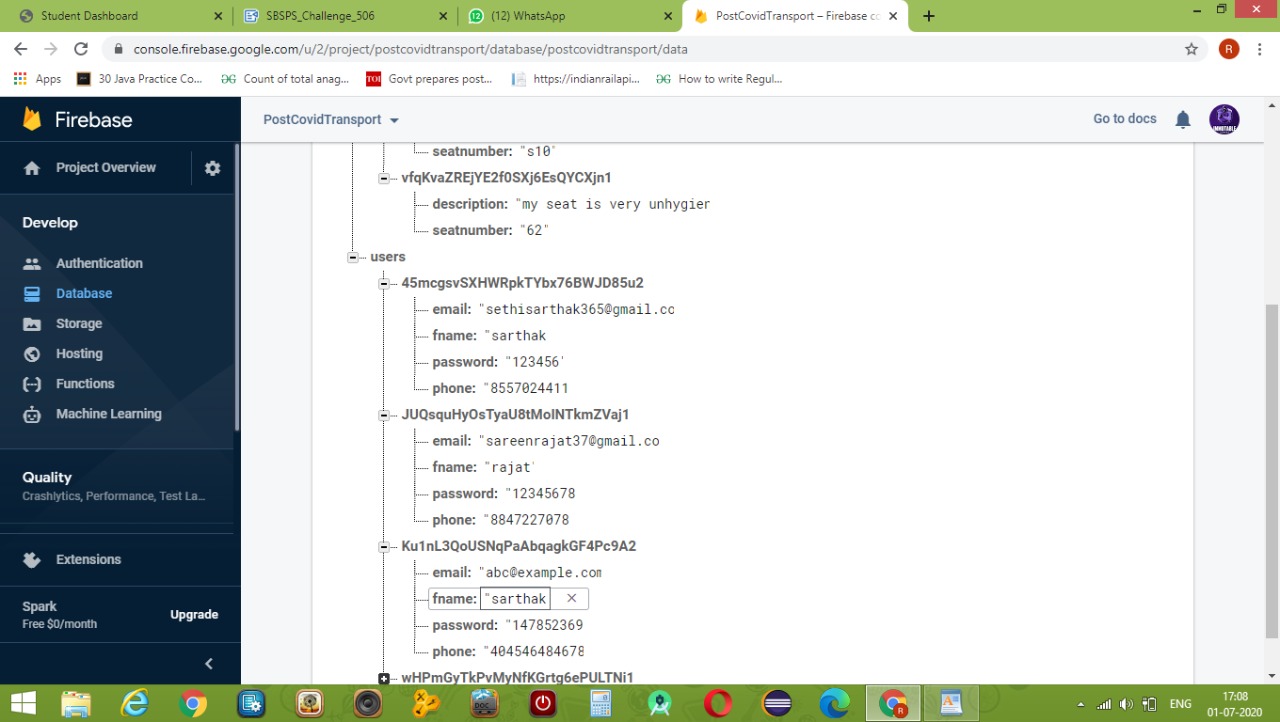 Student Dashboard
SBSPS_Challenge_506
(12) WhatsApp
PostCovidTransport – Firebase co
console.firebase.google.com/u/2/project/postcovidtransport/database/postcovidtransport/data
R
Apps
30 Java Practice Co...
Count of total anag...
TOI
Govt prepares post...
https://indianrailapi...
How to write Regul...
Firebase
PostCovidTransport
Go to docs
Project Overview
Develop
Authentication
Database
Storage
Hosting
Functions
Machine Learning
Quality
Crashlytics, Performance, Test La...
Extensions
Spark
Free $0/month
Upgrade
seatnumber: "s10"
vfqKvaZREjYE2f0SXj6EsQYCXjn1
description: "my seat is very unhygier
seatnumber: "62"
users
45mcgsvSXHWRpkTYbx76BWJD85u2
email: "sethisarthak365@gmail.co
fname: "sarthak
password: "123456"
phone: "8557024411
JUQsquHyOsTyaU8tMoINTkmZVaj1
email: "sareenrajat37@gmail.co
fname: "rajat"
password: "12345678
phone: "8847227078
Ku1nL3QoUSNqPaAbqagkGF4Pc9A2
email: "abc@example.com
fname: "sarthak
password: "147852369
phone: "404546484678
wHPmGyTkPvMyNfKGrtg6ePULTNi1
ENG
17:08
01-07-2020